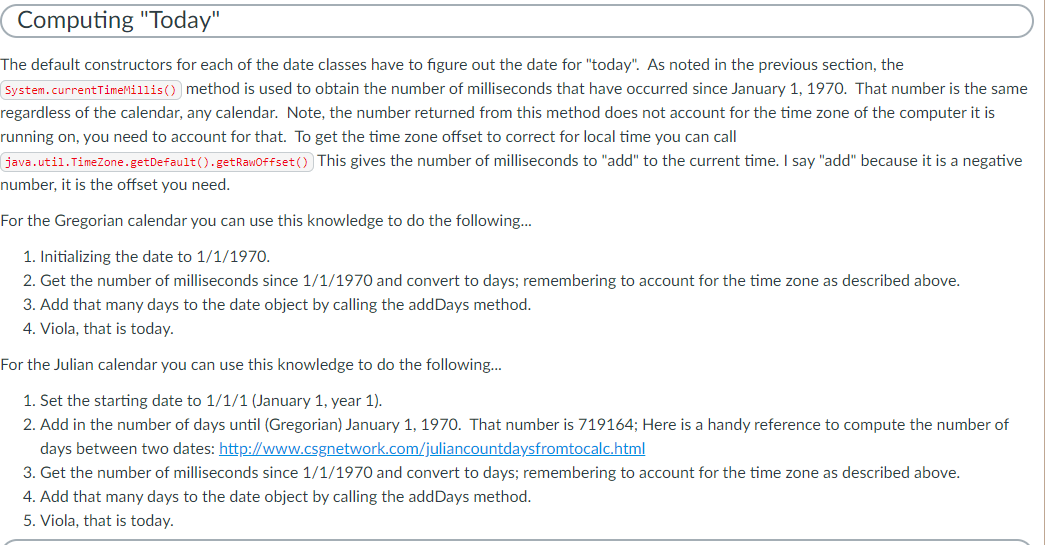 Computing "Today"
The default constructors for each of the date classes have to figure out the date for "today".  As noted in the previous section, the
System.currentTimeMillis() method is used to obtain the number of milliseconds that have occurred since January 1, 1970.  That number is the same
regardless of the calendar, any calendar.  Note, the number returned from this method does not account for the time zone of the computer it is
running on, you need to account for that.  To get the time zone offset to correct for local time you can call
java.util.TimeZone.getDefault().getRawOffset() This gives the number of milliseconds to "add" to the current time. I say "add" because it is a negative
number, it is the offset you need.
For the Gregorian calendar you can use this knowledge to do the following...
1. Initializing the date to 1/1/1970.
2. Get the number of milliseconds since 1/1/1970 and convert to days; remembering to account for the time zone as described above.
3. Add that many days to the date object by calling the addDays method.
4. Viola, that is today.
For the Julian calendar you can use this knowledge to do the following...
1. Set the starting date to 1/1/1 (January 1, year 1).
2. Add in the number of days until (Gregorian) January 1, 1970.  That number is 719164; Here is a handy reference to compute the number of
days between two dates: http://www.csgnetwork.com/juliancountdaysfromtocalc.html
3. Get the number of milliseconds since 1/1/1970 and convert to days; remembering to account for the time zone as described above.
4. Add that many days to the date object by calling the addDays method.
5. Viola, that is today.